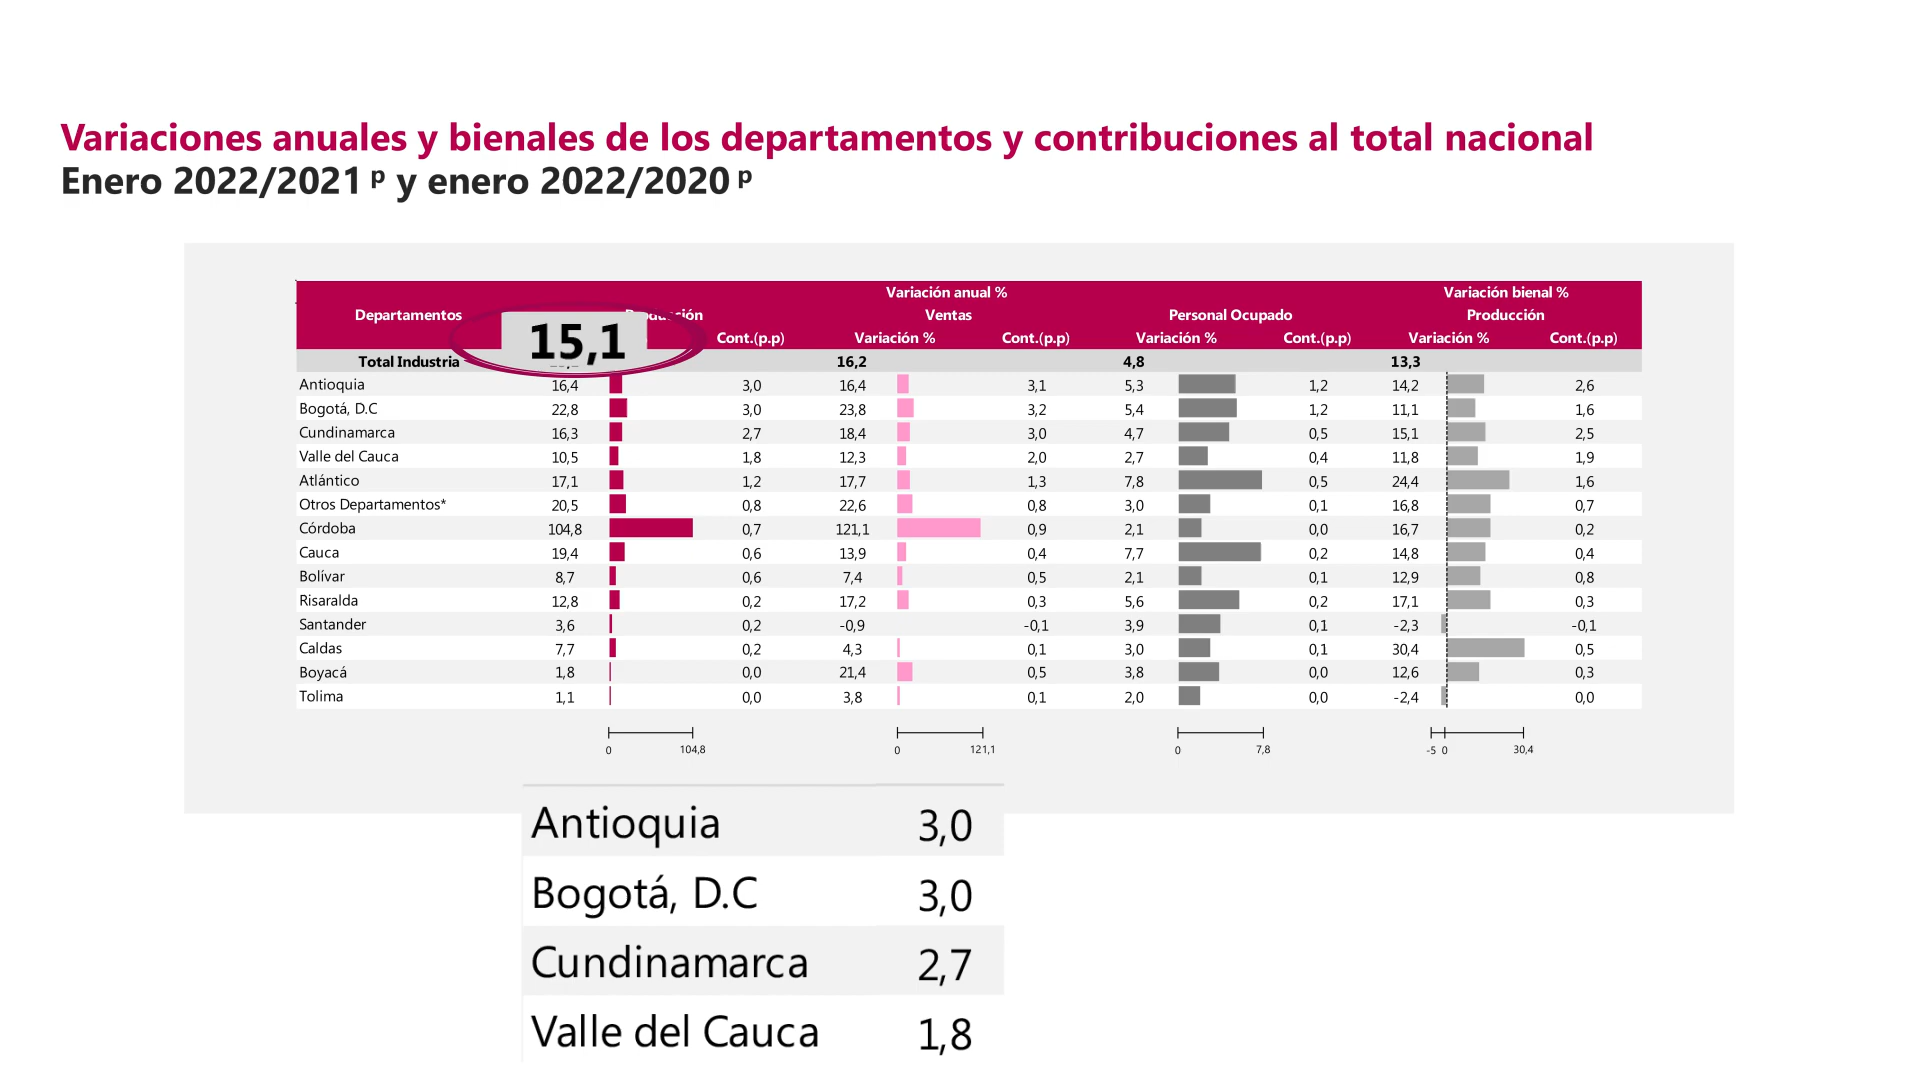 Variaciones anuales y bienales de los departamentos y contribuciones al total nacional
Enero 2022/2021 p y enero 2022/2020 p
Variación anual % Variación bienal %
Departamentos Ventas Personal Ocupado Producción
15,1 Cont.(p.p) Variación % Cont.(p.p) Variación % Cont.(p.p) Variación % Cont.(p.p)
Total Industria 16,2 4,8 13,3
Antioquia 16,4 3,0 16,4 3,1 5,3 1,2 14,2 2,6
Bogotá, D.C 22,8 3,0 23,8 3,2 5,4 1,2 11,1 1,6
Cundinamarca 16,3 2,7 18,4 3,0 4,7 0,5 15,1 2,5
Valle del Cauca 10,5 1,8 12,3 2,0 2,7 0,4 11,8 1,9
Atlántico 17,1 1,2 17,7 1,3 7,8 0,5 24,4 1,6
Otros Departamentos* 20,5 0,8 22,6 0,8 3,0 0,1 16,8 0,7
Córdoba 104,8 0,7 121,1 0,9 2,1 0,0 16,7 0,2
Cauca 19,4 0,6 13,9 0,4 7,7 0,2 14,8 0,4
Bolívar 8,7 0,6 7,4 0,5 2,1 0,1 12,9 0,8
Risaralda 12,8 0,2 17,2 0,3 5,6 0,2 17,1 0,3
Santander 3,6 0,2 -0,9 -0,1 3,9 0,1 -2,3 -0,1
Caldas 7,7 0,2 4,3 0,1 3,0 0,1 30,4 0,5
Boyacá 1,8 0,0 21,4 0,5 3,8 0,0 12,6 0,3
Tolima 1,1 0,0 3,8 0,1 2,0 0,0 -2,4 0,0
0 104,8 0 121,1 0 7,8 -5 0 30,4
Antioquia 3,0
Bogotá, D.C 3,0
Cundinamarca 2,7
Valle del Cauca 1,8